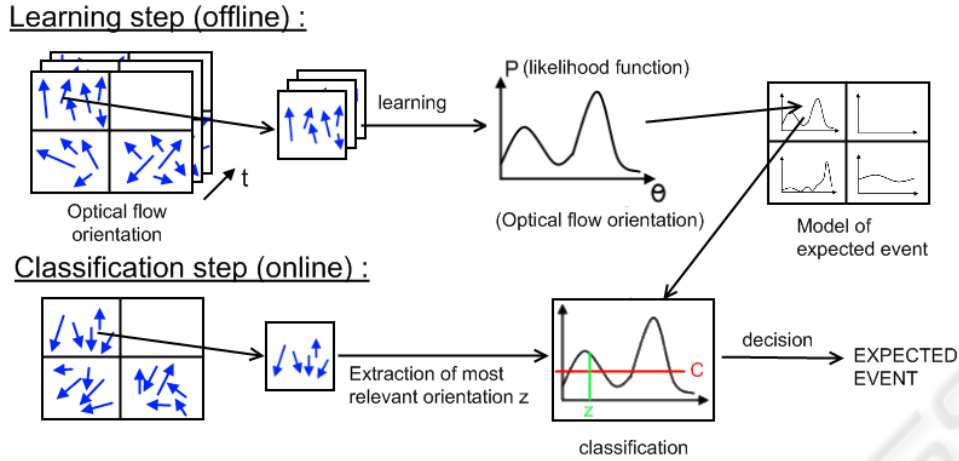 Learning step (offline) :
P (likelihood function)
learning
t
Θ
Optical flow
orientation
(Optical flow orientation)
Model of
expected event
Classification step (online) :
decision
C
EXPECTED
EVENT
Extraction of most
relevant orientation z
z
classification